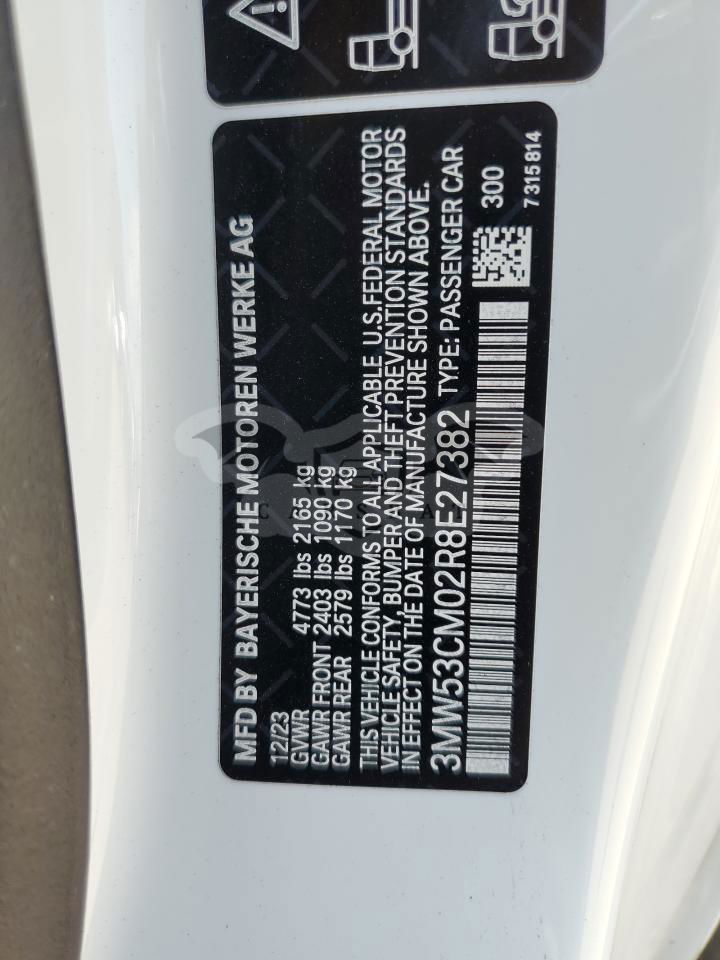 MFD BY BAYERISCHE MOTOREN WERKE AG
12/23
GVWR 4773 lbs 2165 kg
GAWR FRONT 2403 lbs 1090 kg
GAWR REAR 2579 lbs 1170 kg
THIS VEHICLE CONFORMS TO ALL APPLICABLE U.S. FEDERAL MOTOR
VEHICLE SAFETY, BUMPER AND THEFT PREVENTION STANDARDS
IN EFFECT ON THE DATE OF MANUFACTURE SHOWN ABOVE.
3MW53CM02R8E27382 TYPE: PASSENGER CAR
300
7315814